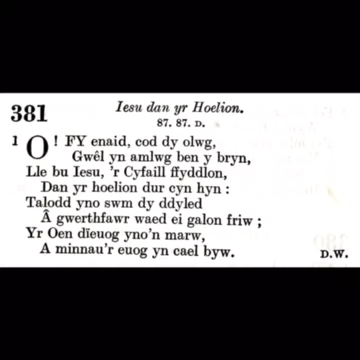 381
Iesu dan yr Hoelion.
87. 87. D.
1 O! FY enaid, cod dy olwg,
Gwêl yn amlwg ben y bryn,
Lle bu Iesu, 'r Cyfaill ffyddlon,
Dan yr hoelion dur cyn hyn :
Talodd yno swm dy ddyled
Â gwerthfawr waed ei galon friw ;
Yr Oen dïeuog yno'n marw,
A minnau'r euog yn cael byw.
D.W.